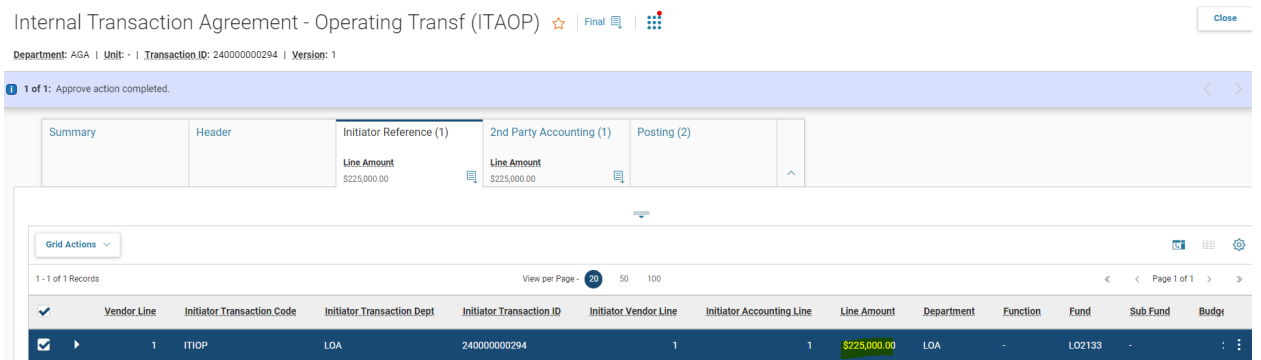 Internal Transaction Agreement - Operating Transf (ITAOP) Final Close
Department: AGA | Unit: - | Transaction ID: 240000000294 | Version: 1
1 of 1: Approve action completed.
Summary Header Initiator Reference (1) 2nd Party Accounting (1) Posting (2)
Line Amount Line Amount
$225,000.00 $225,000.00
Grid Actions
1 - 1 of 1 Records View per Page - 20 50 100 Page 1 of 1
Vendor Line Initiator Transaction Code Initiator Transaction Dept Initiator Transaction ID Initiator Vendor Line Initiator Accounting Line Line Amount Department Function Fund Sub Fund Budge
1 ITIOP LOA 240000000294 1 1 $225,000.00 LOA - LO2133 -